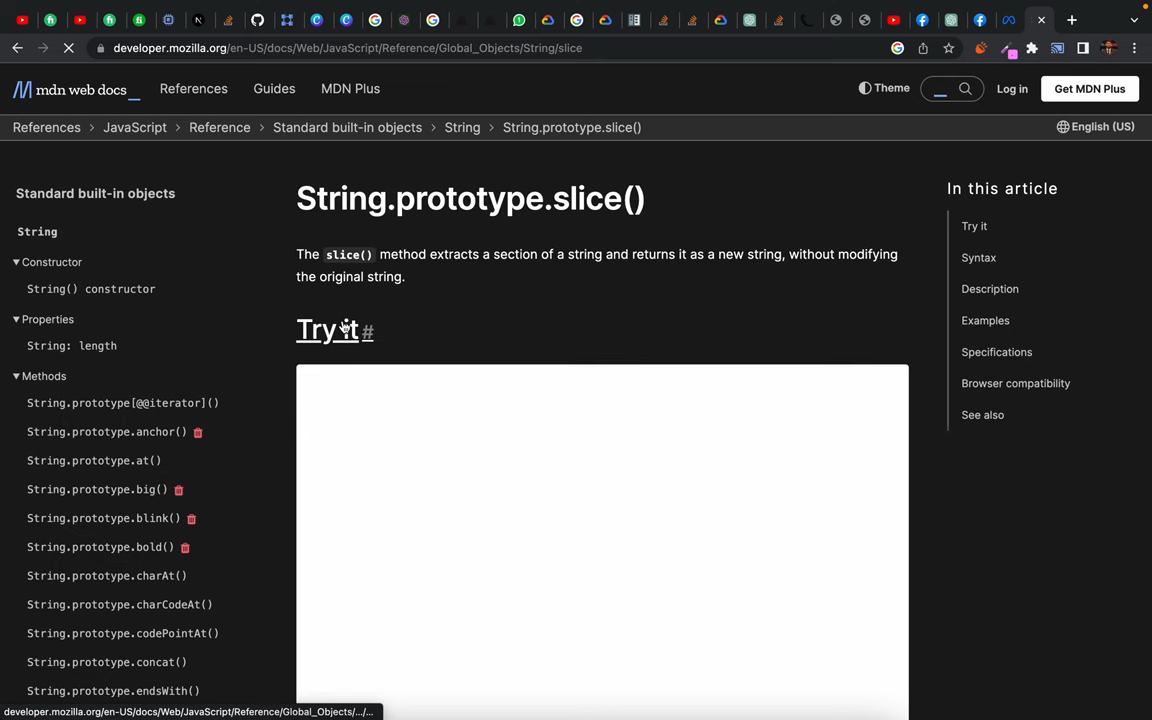 developer.mozilla.org/en-US/docs/Web/JavaScript/Reference/Global_Objects/String/slice
mdn web docs_
References
Guides
MDN Plus
Theme
Log in
Get MDN Plus
References > JavaScript > Reference > Standard built-in objects > String > String.prototype.slice()
English (US)
Standard built-in objects
String
Constructor
String() constructor
Properties
String: length
Methods
String.prototype[@@iterator]()
String.prototype.anchor()
String.prototype.at()
String.prototype.big()
String.prototype.blink()
String.prototype.bold()
String.prototype.charAt()
String.prototype.charCodeAt()
String.prototype.codePointAt()
String.prototype.concat()
String.prototype.endsWith()
String.prototype.slice()
The slice() method extracts a section of a string and returns it as a new string, without modifying
the original string.
Try it #
In this article
Try it
Syntax
Description
Examples
Specifications
Browser compatibility
See also
developer.mozilla.org/en-US/docs/Web/JavaScript/Reference/Global_Objects/.../...